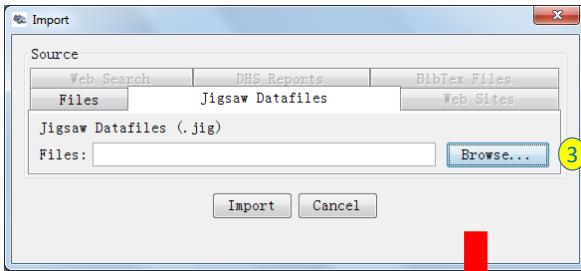 Import
Source
Web Search DHS Reports BibTex Files
Files Jigsaw Datafiles Web Sites
Jigsaw Datafiles (.jig)
Files: Browse... 3
Import Cancel